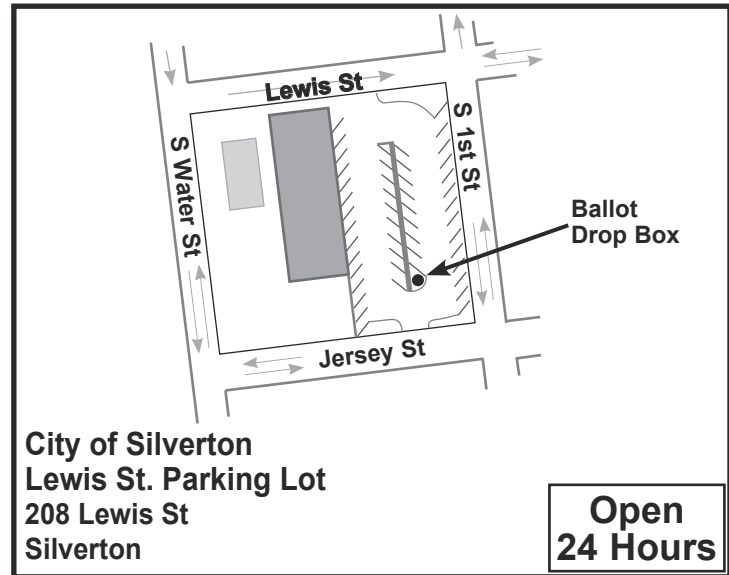 Lewis St
S Water St
S 1st St
Ballot
Drop Box
Jersey St
City of Silverton
Lewis St. Parking Lot
208 Lewis St
Silverton
Open
24 Hours